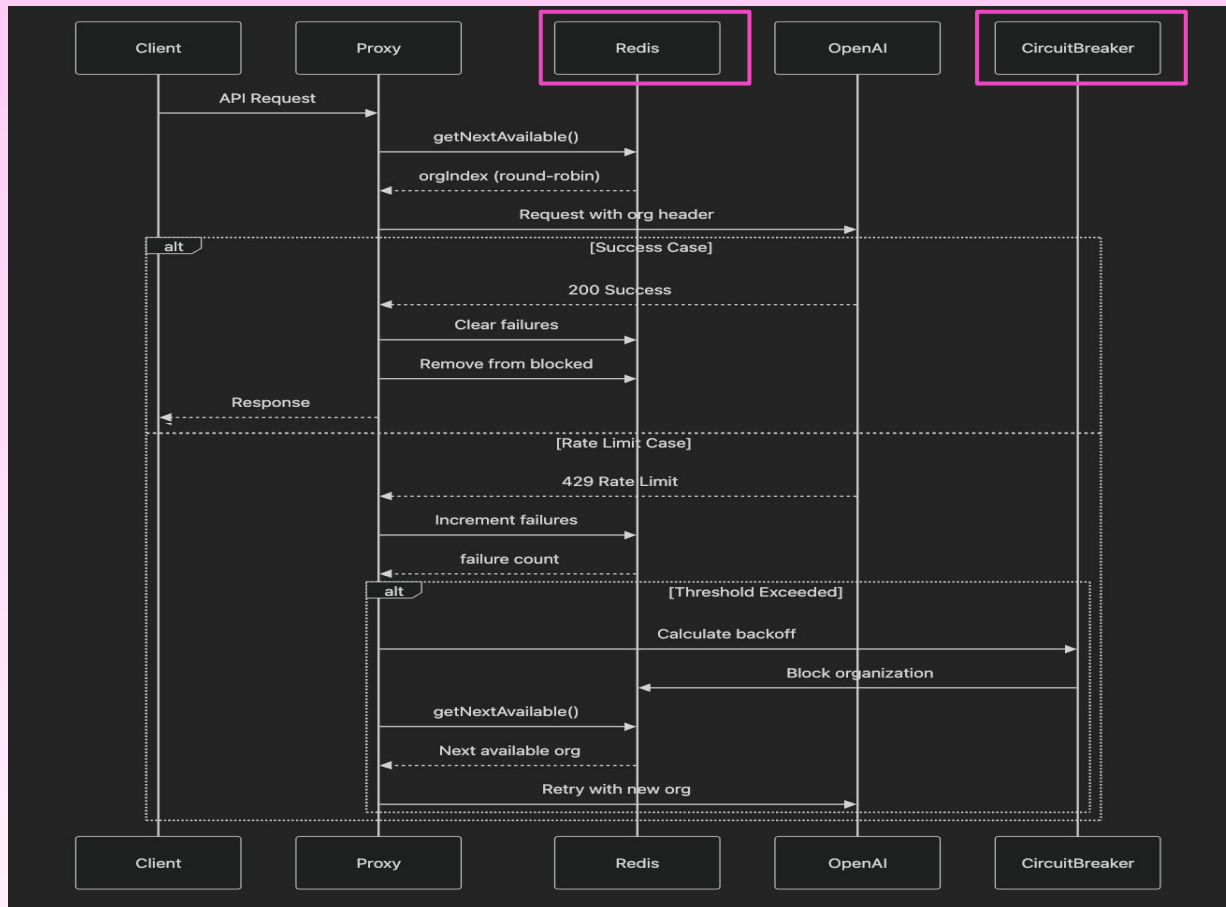 Client
Proxy
Redis
OpenAI
CircuitBreaker
API Request
getNextAvailable()
orgIndex (round-robin)
Request with org header
alt
[Success Case]
200 Success
Clear failures
Remove from blocked
Response
[Rate Limit Case]
429 Rate Limit
Increment failures
failure count
alt
[Threshold Exceeded]
Calculate backoff
Block organization
getNextAvailable()
Next available org
Retry with new org
Client
Proxy
Redis
OpenAI
CircuitBreaker